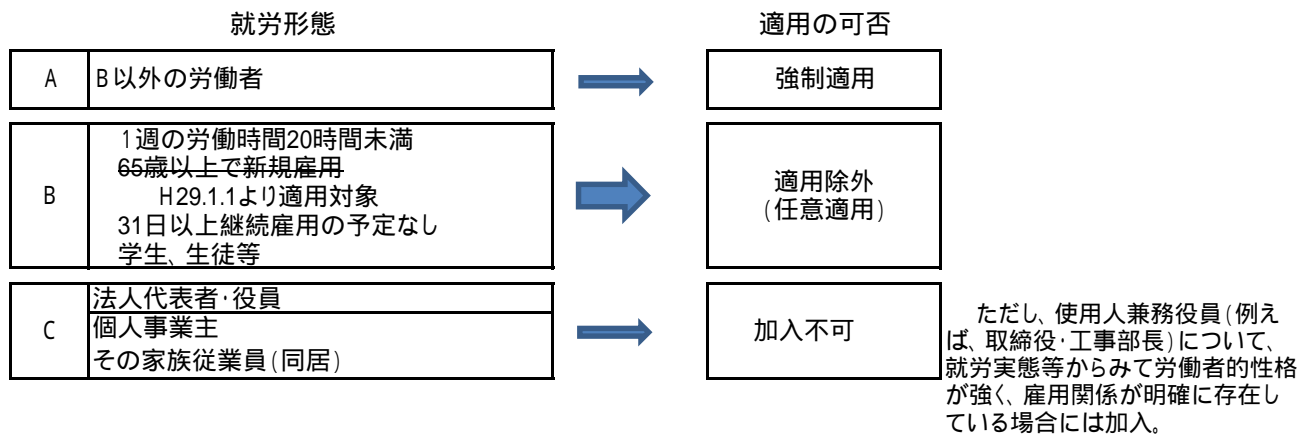 就労形態
適用の可否
A
B以外の労働者
強制適用
B
1週の労働時間20時間未満
65歳以上で新規雇用
H29.1.1より適用対象
31日以上継続雇用の予定なし
学生、生徒等
適用除外
(任意適用)
C
法人代表者･役員
個人事業主
その家族従業員(同居)
加入不可
ただし、使用人兼務役員(例え
ば、取締役･工事部長)について、
就労実態等からみて労働者的性格
が強く、雇用関係が明確に存在し
ている場合には加入。